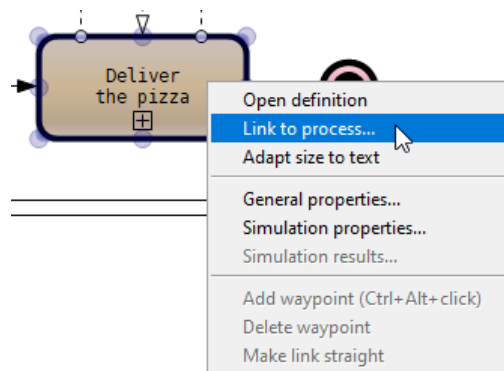 Deliver
the pizza
Open definition
Link to process...
Adapt size to text
General properties...
Simulation properties...
Simulation results...
Add waypoint (Ctrl+Alt+click)
Delete waypoint
Make link straight